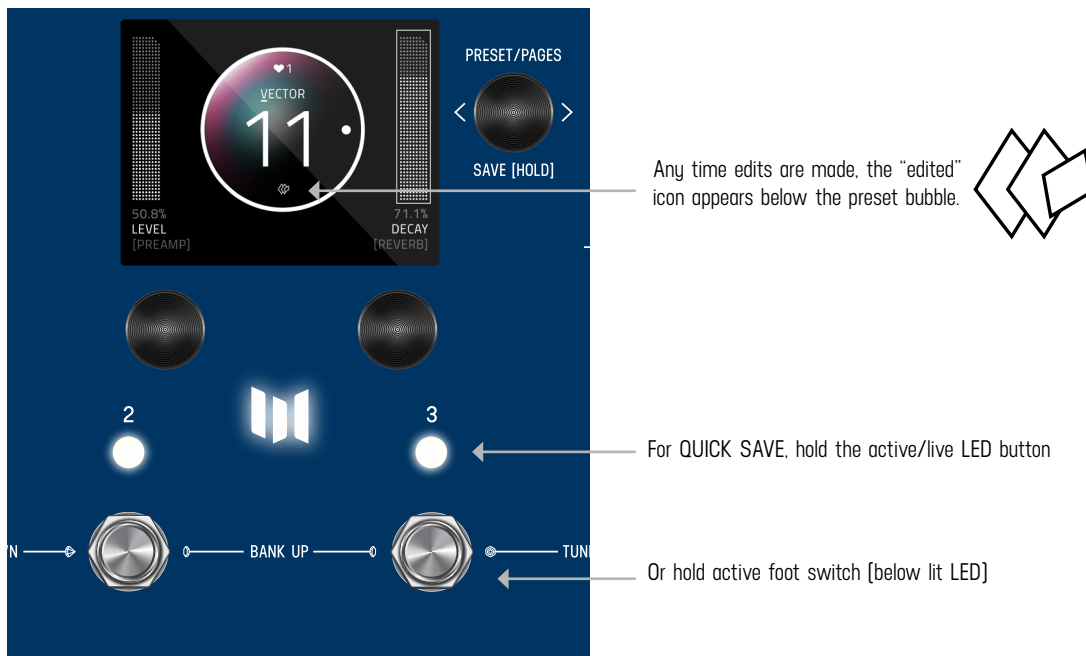 PRESET/PAGES
♥1
VECTOR
11
< >
SAVE [HOLD]
Any time edits are made, the “edited”
icon appears below the preset bubble.
50.8%
LEVEL
[PREAMP]
71.1%
DECAY
[REVERB]
2
3
For QUICK SAVE, hold the active/live LED button
BANK UP
Or hold active foot switch [below lit LED]